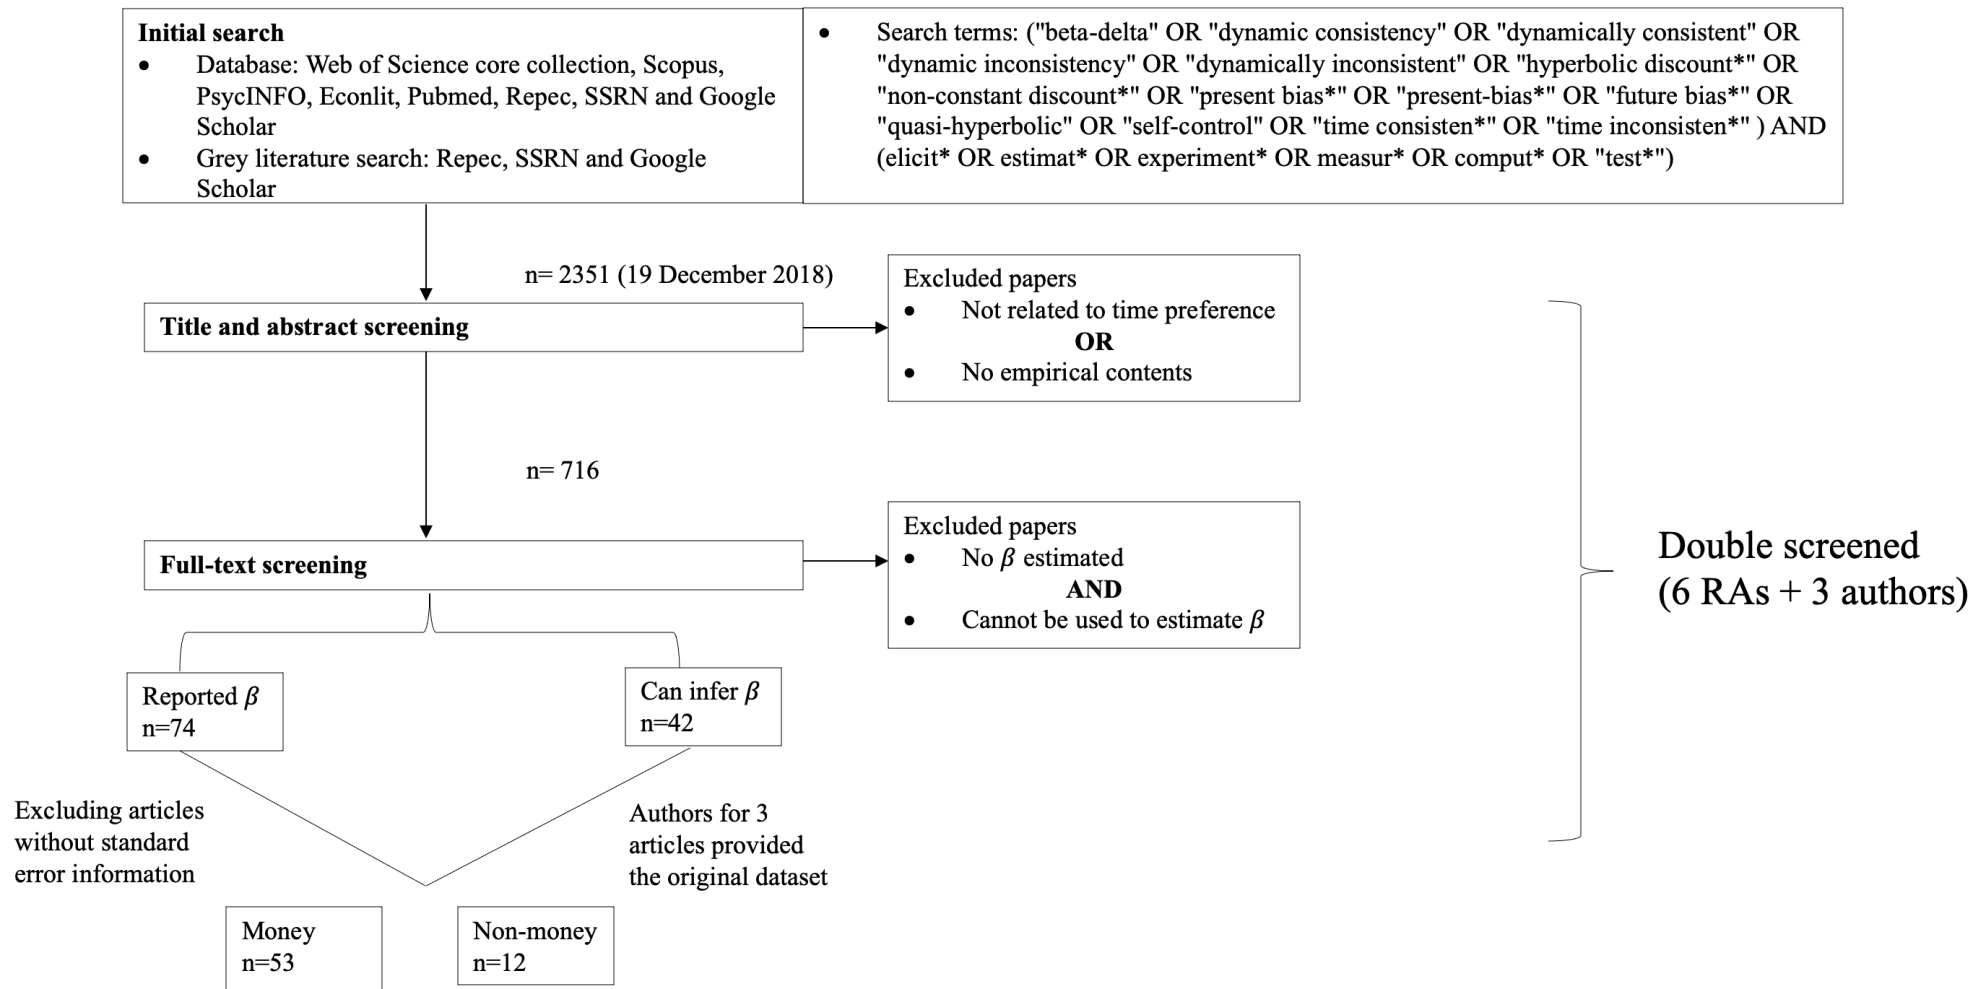 Initial search
• Database: Web of Science core collection, Scopus,
PsycINFO, Econlit, Pubmed, Repec, SSRN and Google
Scholar
• Grey literature search: Repec, SSRN and Google
Scholar
• Search terms: ("beta-delta" OR "dynamic consistency" OR "dynamically consistent" OR
"dynamic inconsistency" OR "dynamically inconsistent" OR "hyperbolic discount*" OR
"non-constant discount*" OR "present bias*" OR "present-bias*" OR "future bias*" OR
"quasi-hyperbolic" OR "self-control" OR "time consisten*" OR "time inconsisten*" ) AND
(elicit* OR estimat* OR experiment* OR measur* OR comput* OR "test*")
n= 2351 (19 December 2018)
Title and abstract screening
Excluded papers
• Not related to time preference
OR
• No empirical contents
n= 716
Full-text screening
Excluded papers
• No β estimated
AND
• Cannot be used to estimate β
Double screened
(6 RAs + 3 authors)
Reported β
n=74
Can infer β
n=42
Excluding articles
without standard
error information
Authors for 3
articles provided
the original dataset
Money
n=53
Non-money
n=12